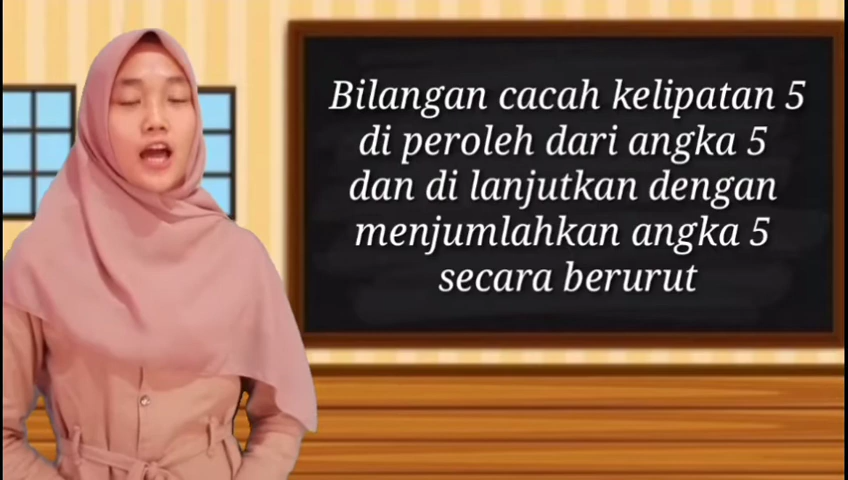 Bilangan cacah kelipatan 5
di peroleh dari angka 5
dan di lanjutkan dengan
menjumlahkan angka 5
secara berurut